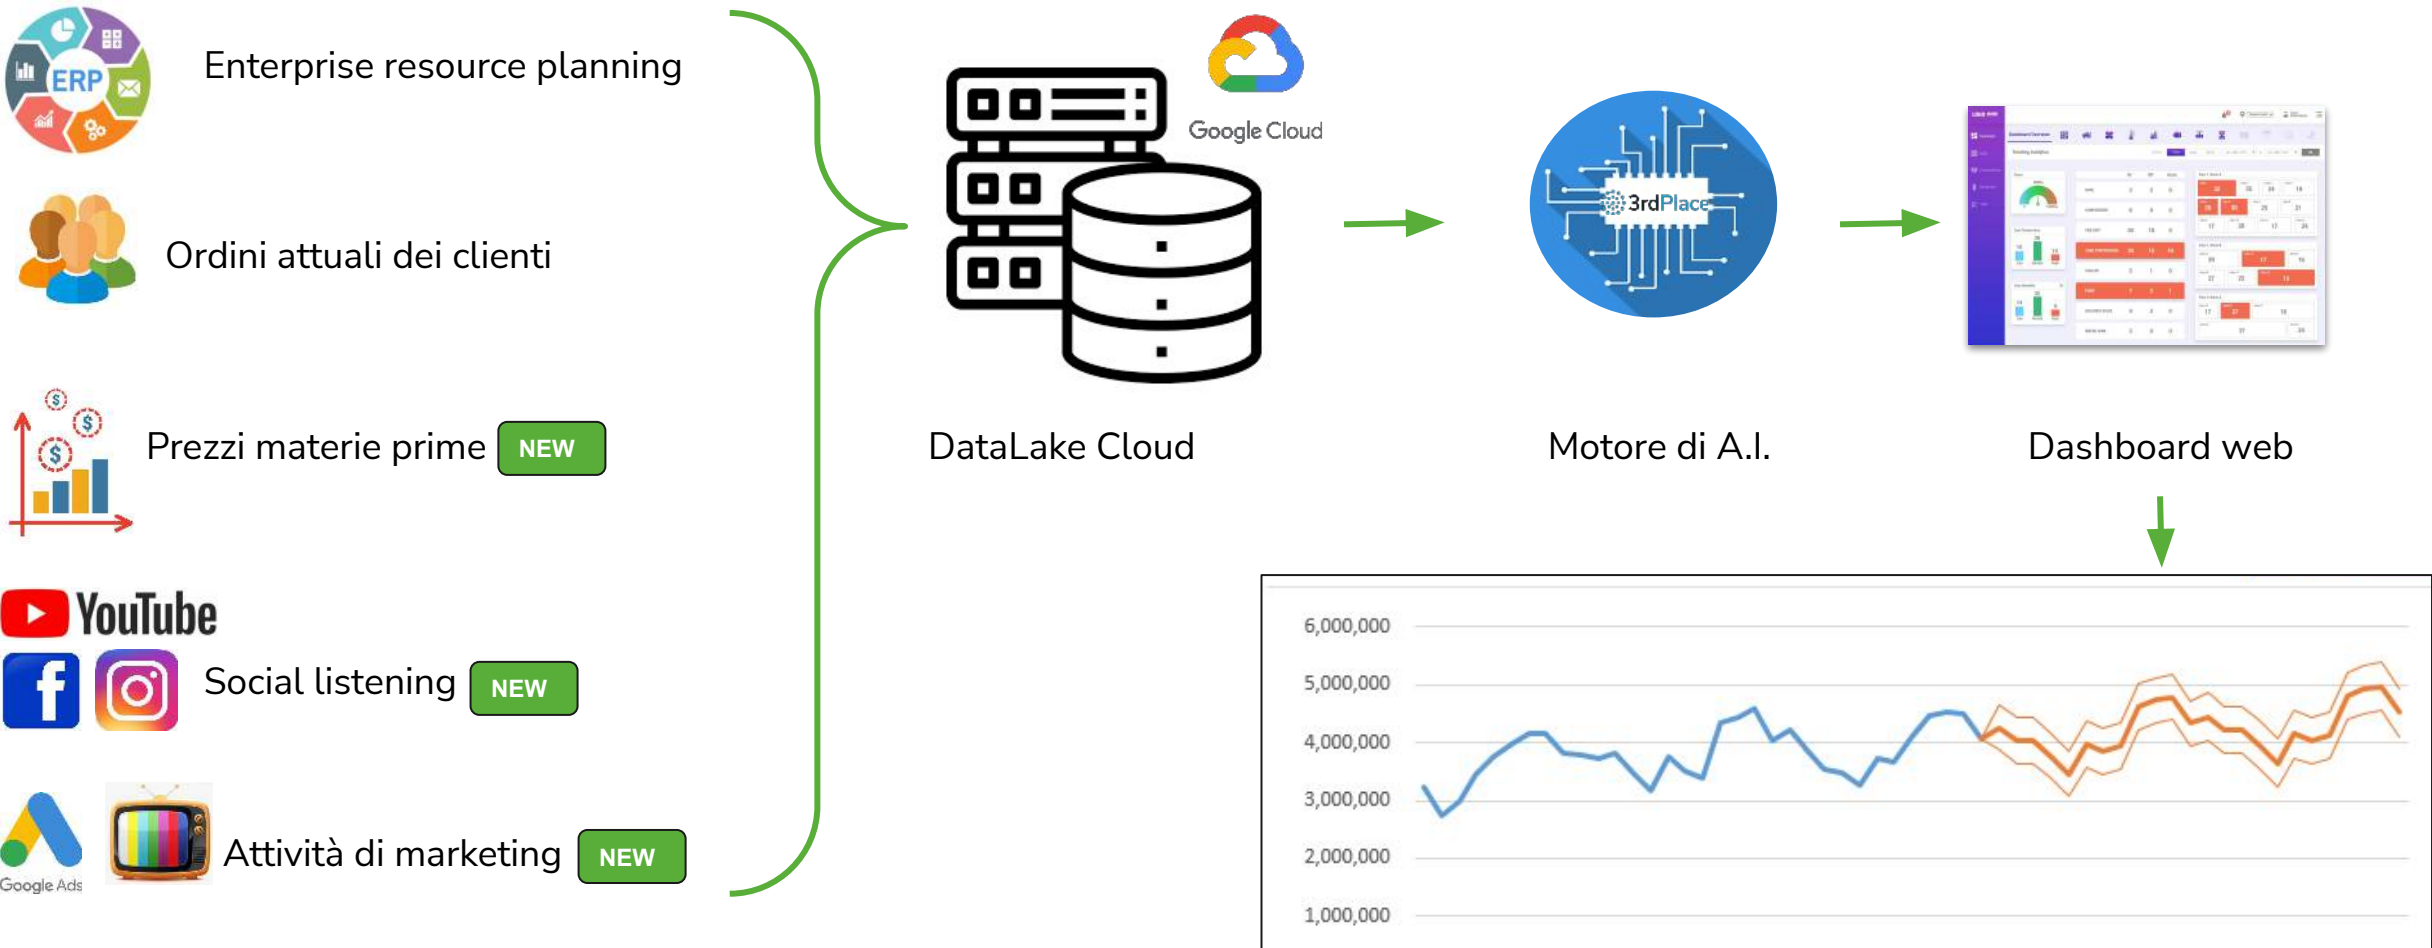 ERP
Enterprise resource planning
Ordini attuali dei clienti
Prezzi materie prime NEW
YouTube
Social listening NEW
Google Ads
Attività di marketing NEW
Google Cloud
DataLake Cloud
3rdPlace
Motore di A.I.
Dashboard web
6,000,000
5,000,000
4,000,000
3,000,000
2,000,000
1,000,000